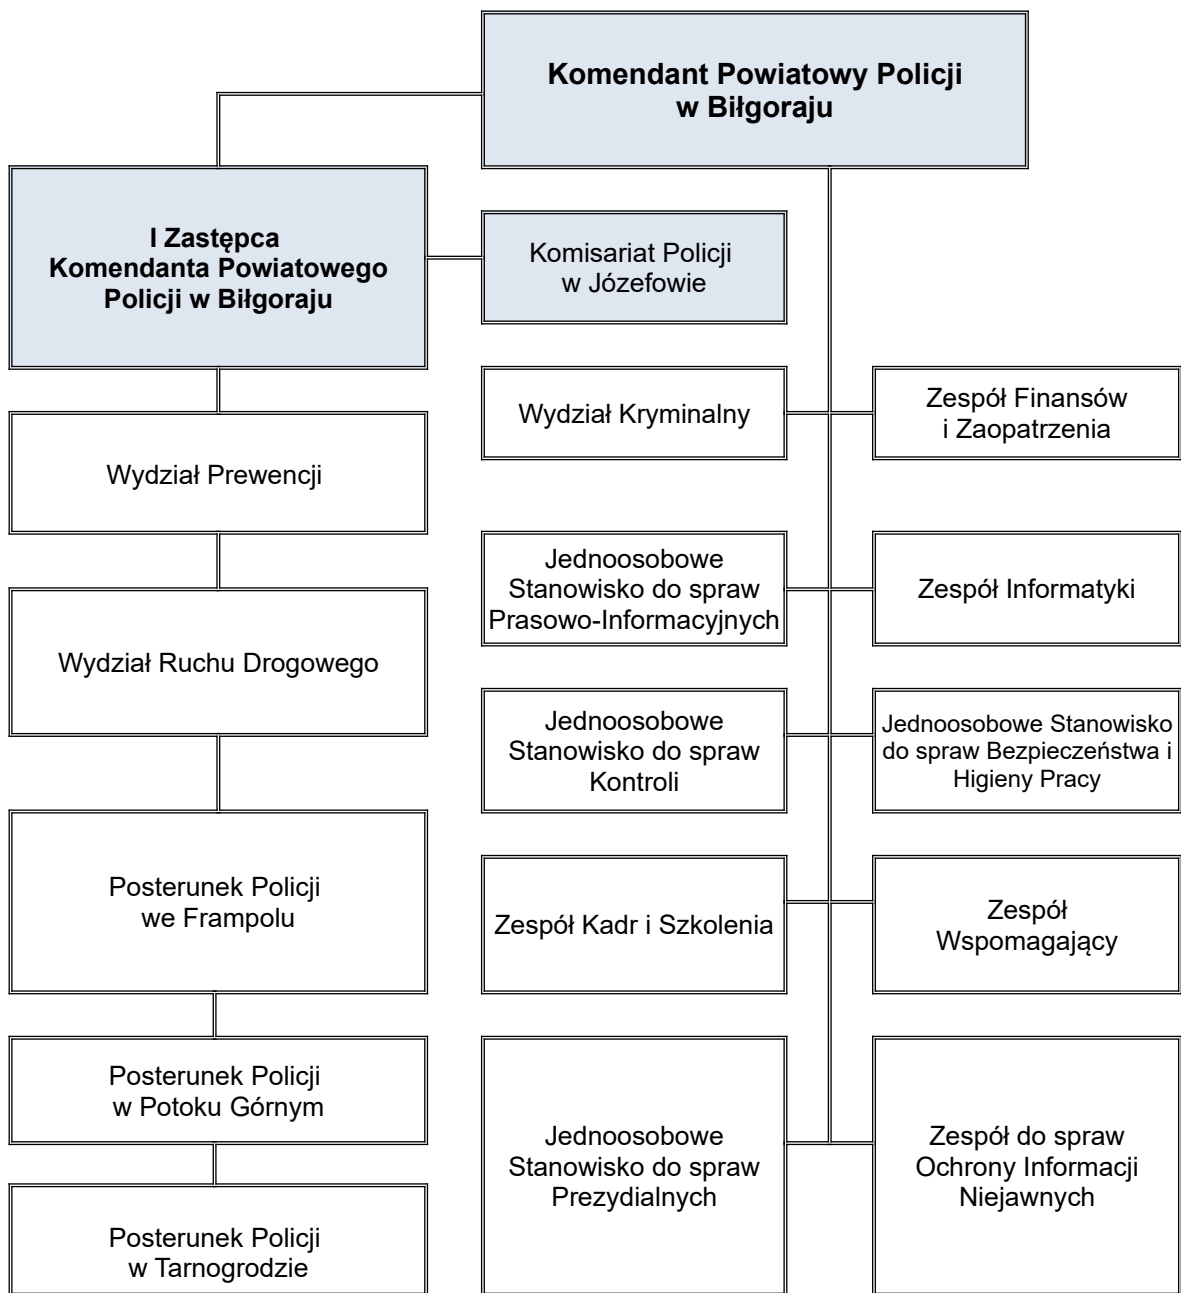 Komendant Powiatowy Policji
w Biłgoraju
I Zastępca
Komendanta Powiatowego
Policji w Biłgoraju
Komisariat Policji
w Józefowie
Wydział Kryminalny
Zespół Finansów
i Zaopatrzenia
Wydział Prewencji
Jednoosobowe
Stanowisko do spraw
Prasowo-Informacyjnych
Zespół Informatyki
Wydział Ruchu Drogowego
Jednoosobowe
Stanowisko do spraw
Kontroli
Jednoosobowe Stanowisko
do spraw Bezpieczeństwa i
Higieny Pracy
Posterunek Policji
we Frampolu
Zespół Kadr i Szkolenia
Zespół
Wspomagający
Posterunek Policji
w Potoku Górnym
Jednoosobowe
Stanowisko do spraw
Prezydialnych
Zespół do spraw
Ochrony Informacji
Niejawnych
Posterunek Policji
w Tarnogrodzie